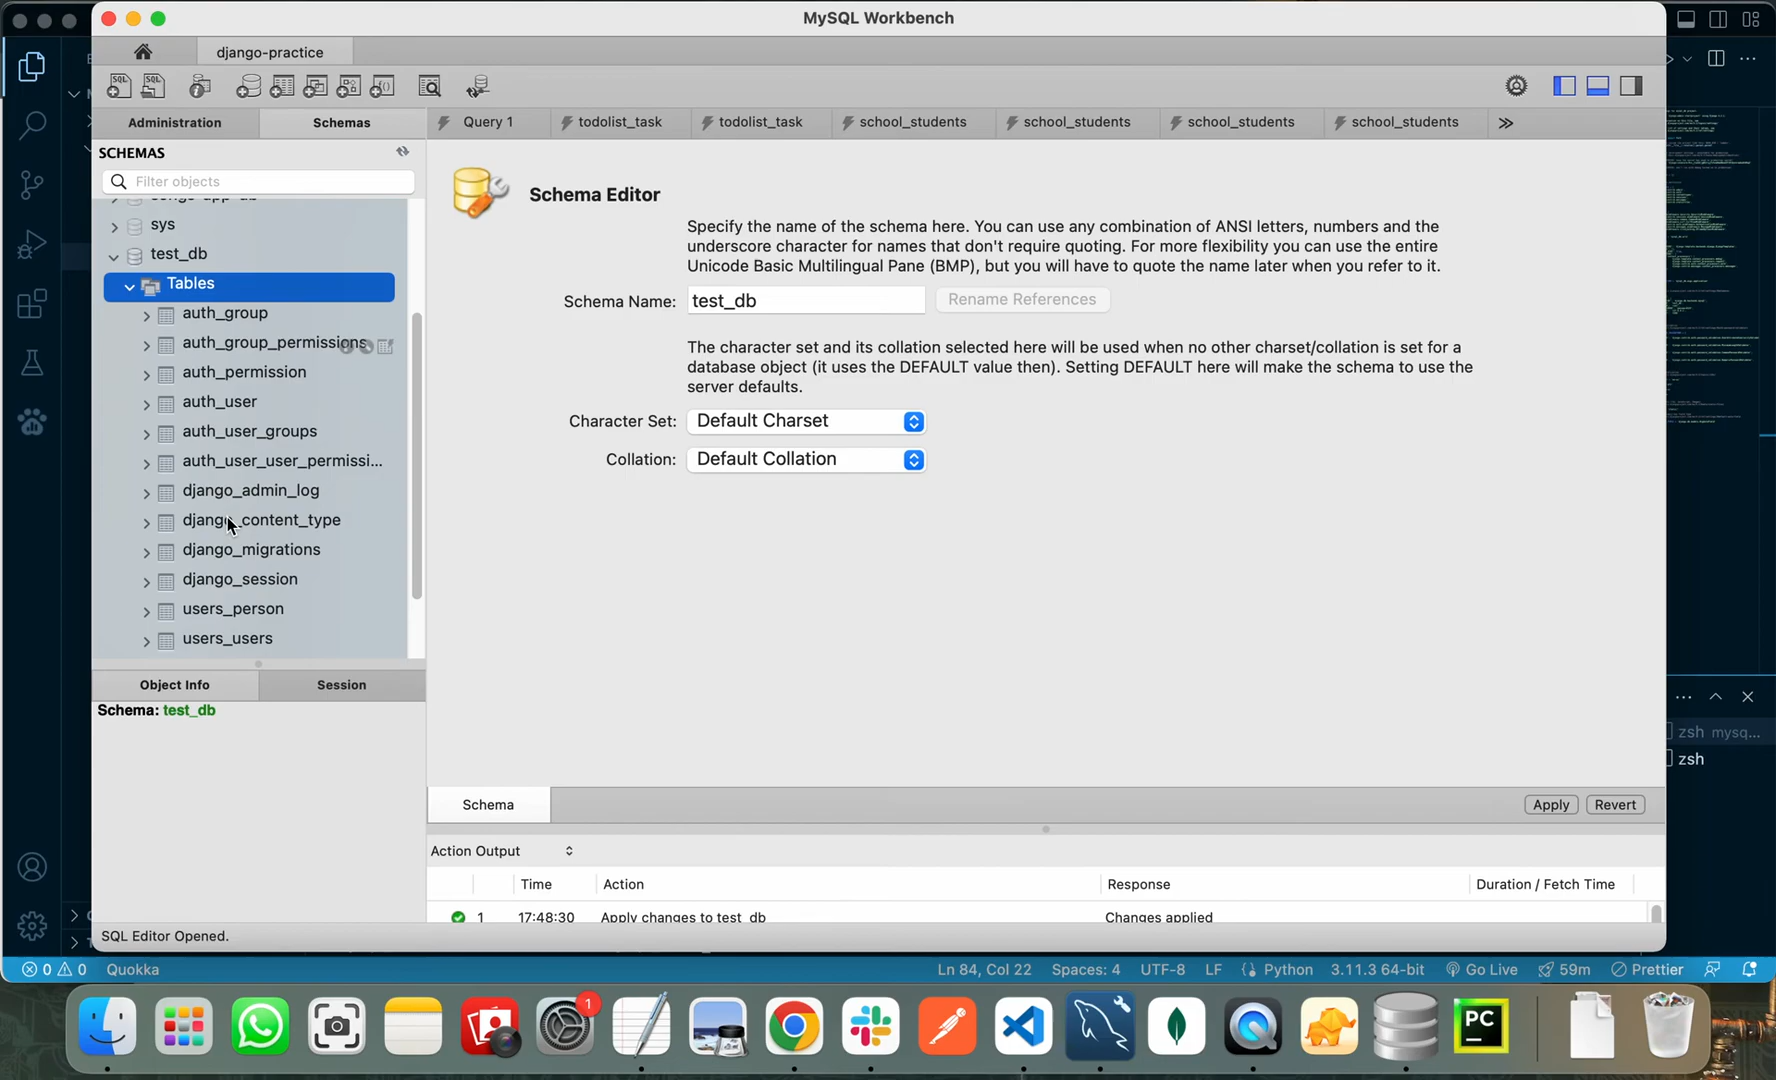 MySQL Workbench
django-practice
Administration
Schemas
Query 1
todolist_task
todolist_task
school_students
school_students
school_students
school_students
SCHEMAS
Filter objects
sys
test_db
Tables
auth_group
auth_group_permissions
auth_permission
auth_user
auth_user_groups
auth_user_user_permissi...
django_admin_log
django_content_type
django_migrations
django_session
users_person
users_users
Object Info
Session
Schema: test_db
Schema Editor
Specify the name of the schema here. You can use any combination of ANSI letters, numbers and the
underscore character for names that don't require quoting. For more flexibility you can use the entire
Unicode Basic Multilingual Pane (BMP), but you will have to quote the name later when you refer to it.
Schema Name: test_db
Rename References
The character set and its collation selected here will be used when no other charset/collation is set for a
database object (it uses the DEFAULT value then). Setting DEFAULT here will make the schema to use the
server defaults.
Character Set: Default Charset
Collation: Default Collation
Schema
Apply
Revert
Action Output
Time
Action
Response
Duration / Fetch Time
1
17:48:30
Apply changes to test_db
Changes applied
SQL Editor Opened.
zsh mysq...
zsh
0
0
Quokka
Ln 84, Col 22
Spaces: 4
UTF-8
LF
Python
3.11.3 64-bit
Go Live
59m
Prettier
1
PC